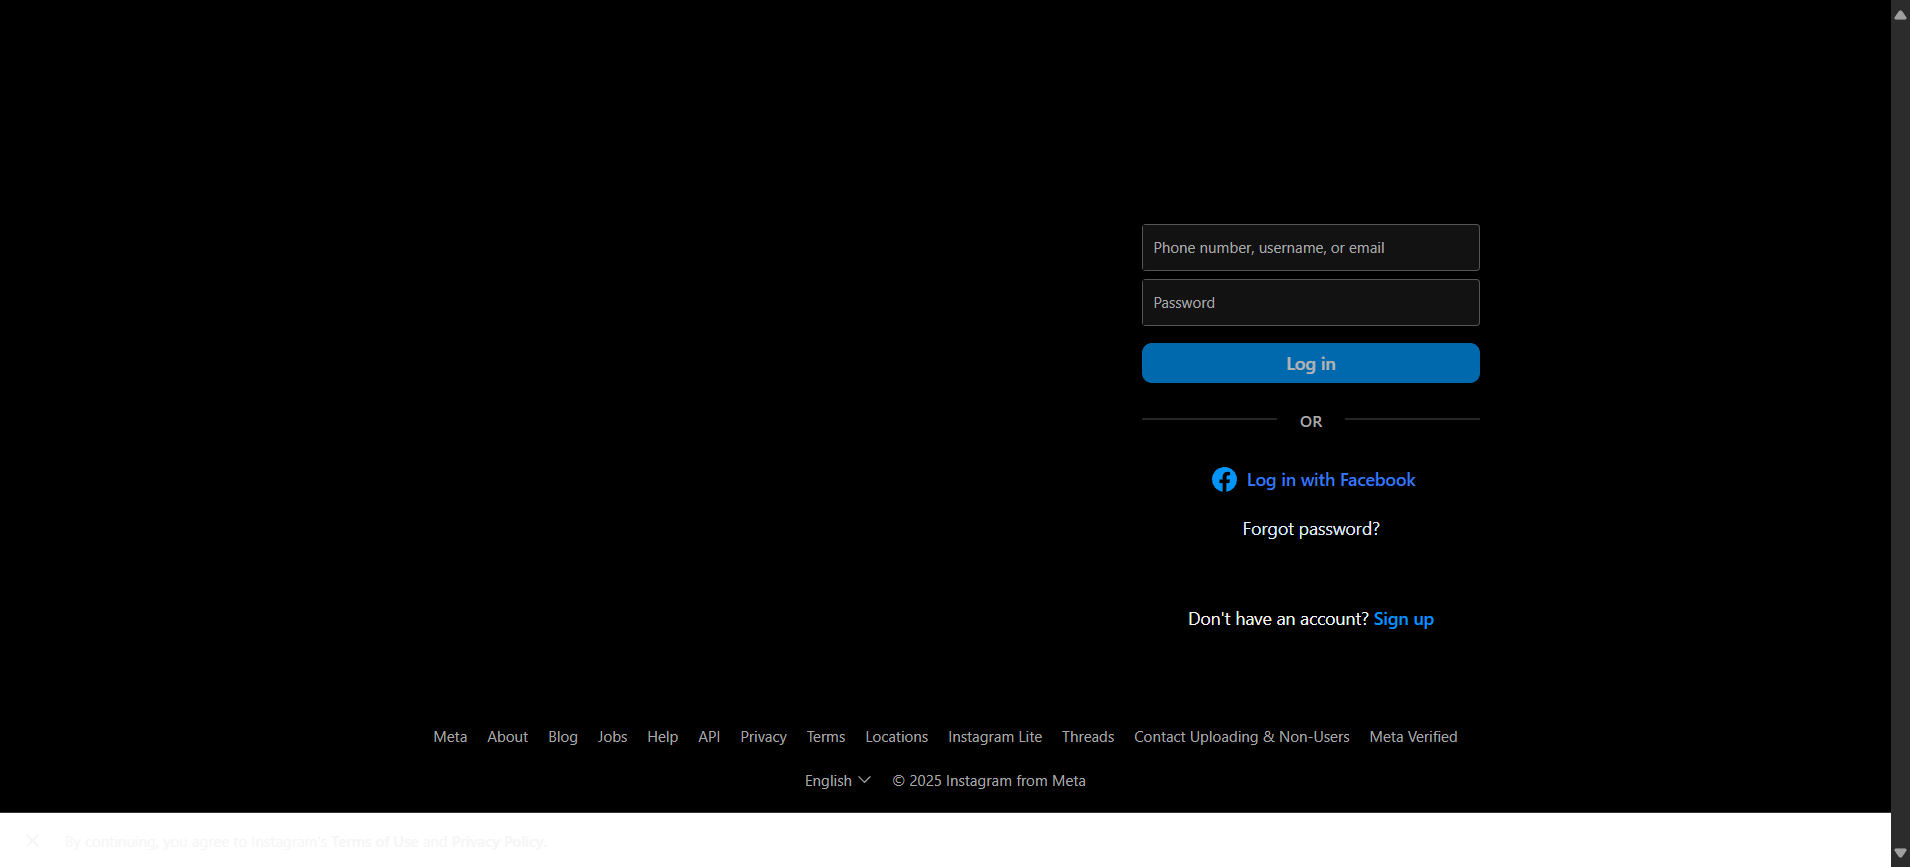 Phone number, username, or email
Password
Log in
OR
Log in with Facebook
Forgot password?
Don't have an account? Sign up
Meta About Blog Jobs Help API Privacy Terms Locations Instagram Lite Threads Contact Uploading & Non-Users Meta Verified
English © 2025 Instagram from Meta
By continuing, you agree to Instagram's Terms of Use and Privacy Policy.